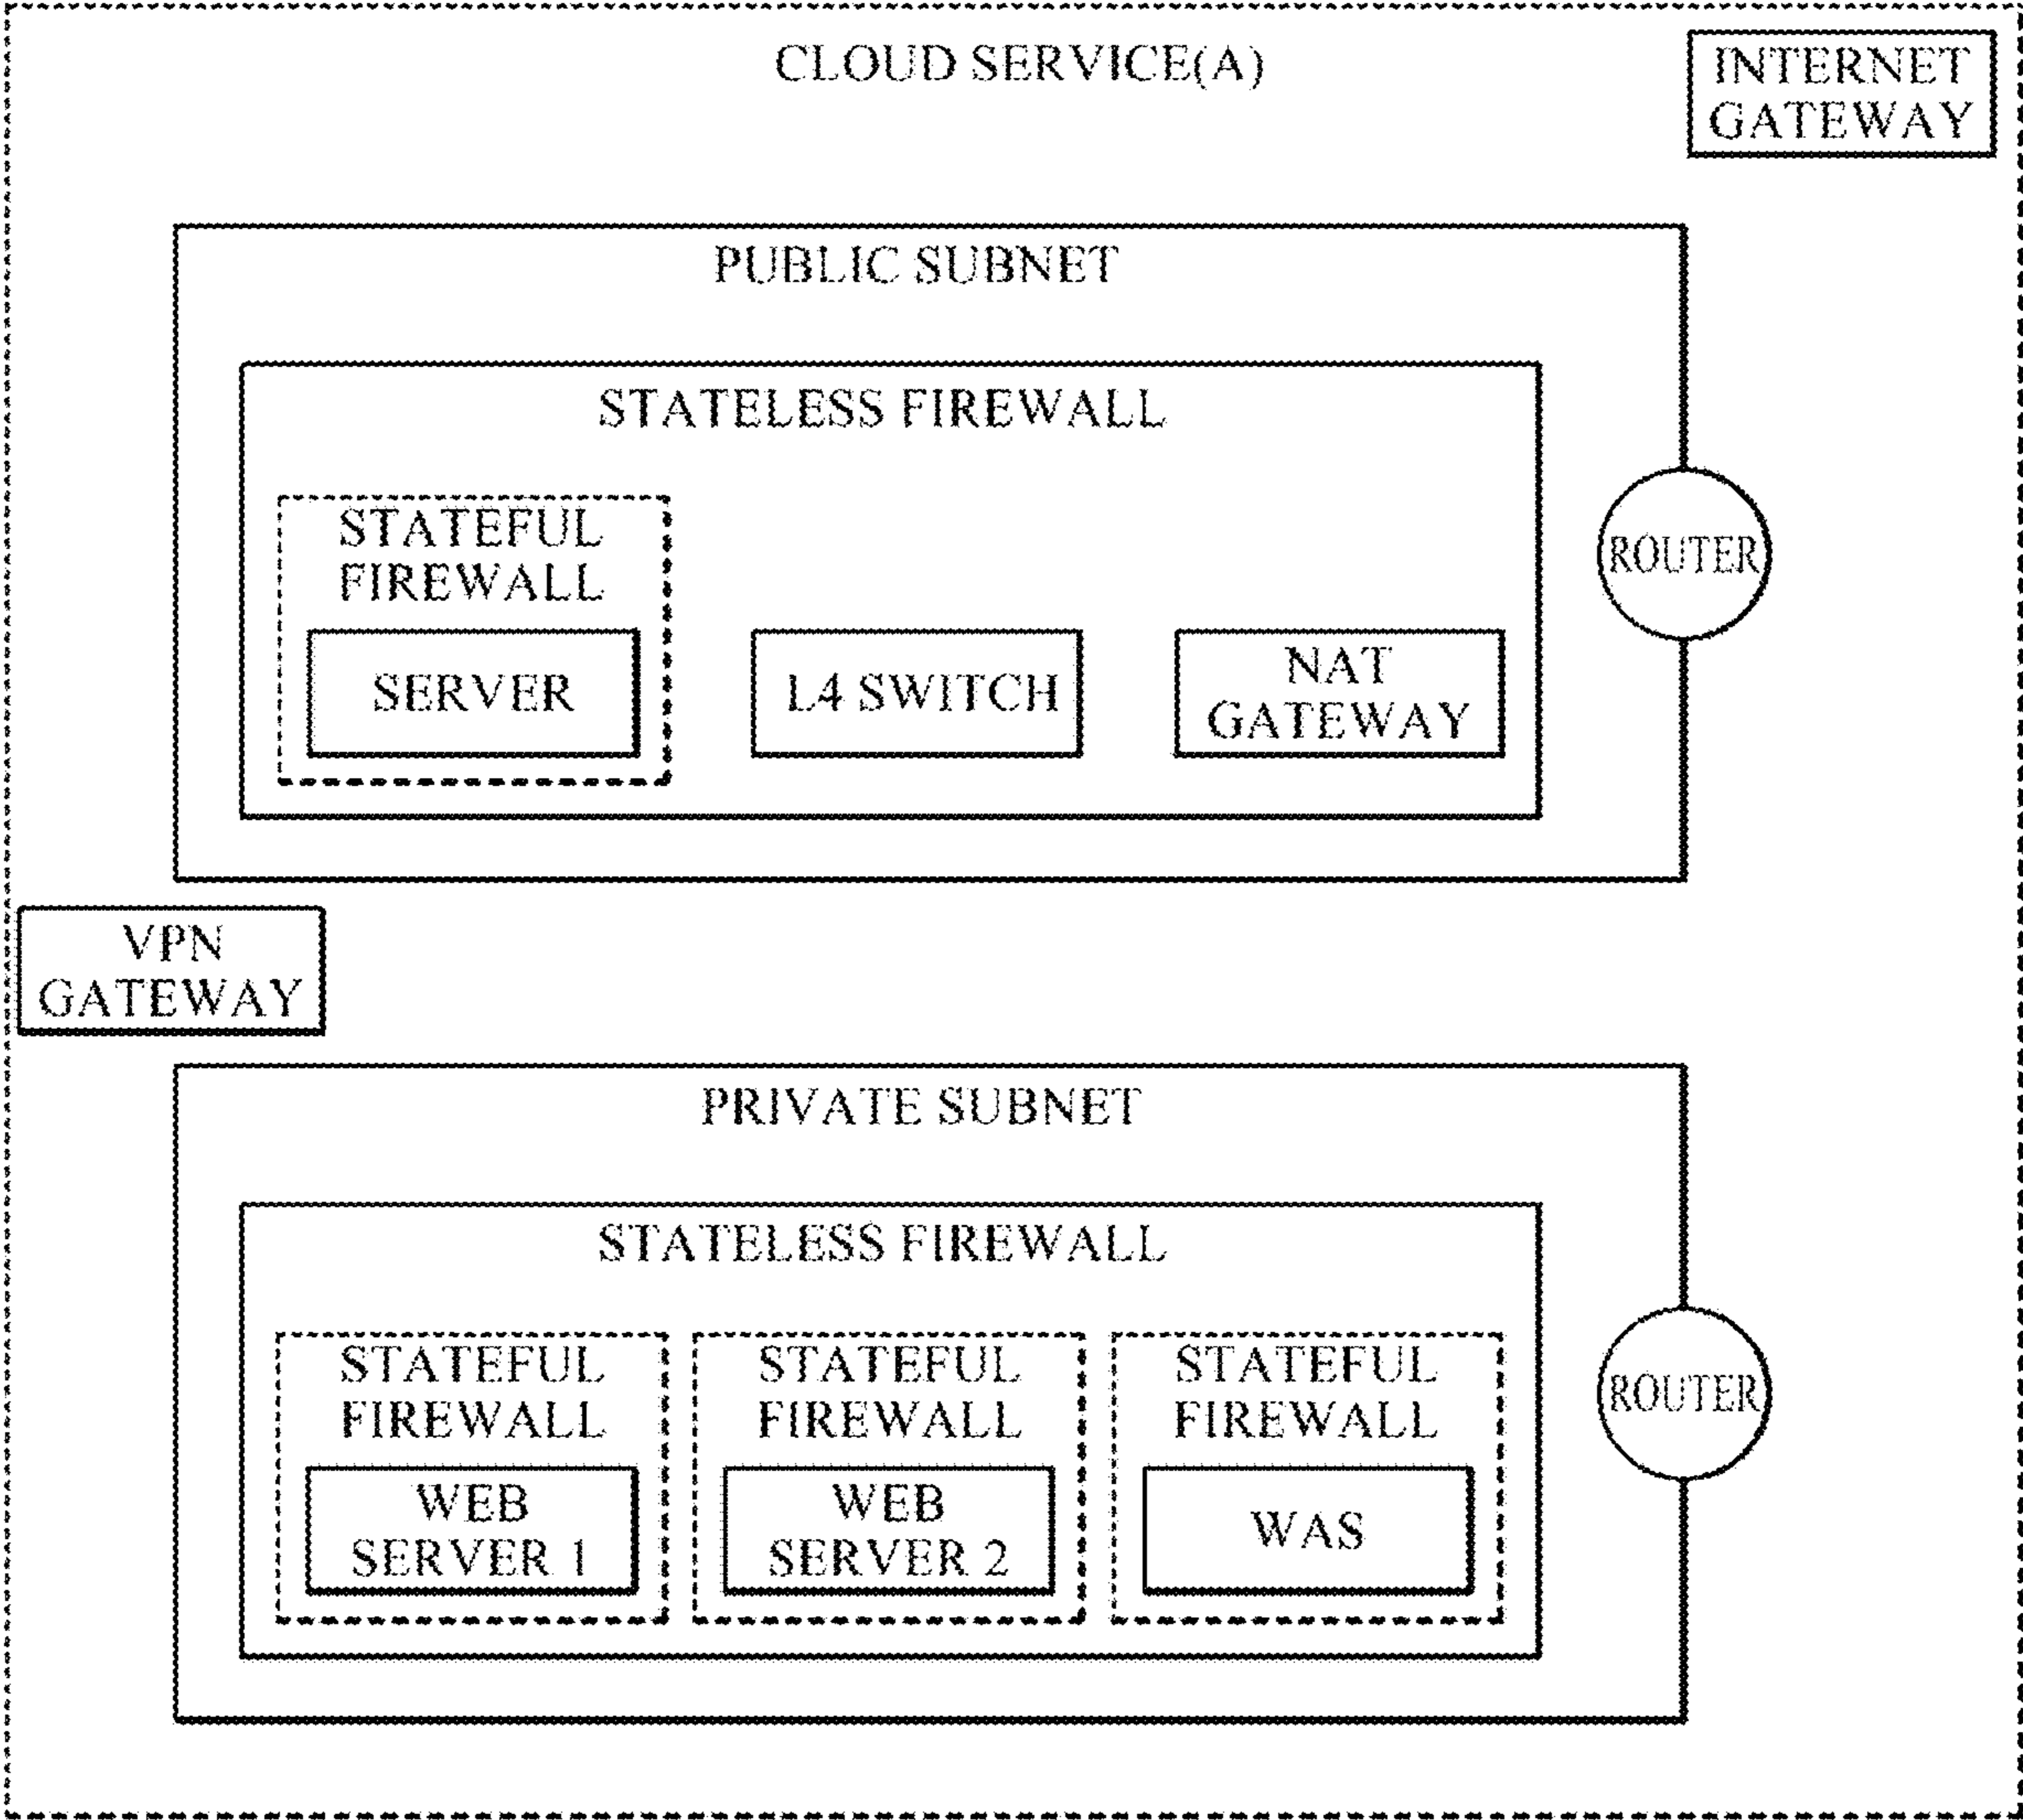 CLOUD SERVICE(A)
INTERNET
GATEWAY
PUBLIC SUBNET
STATELESS FIREWALL
STATEFUL
FIREWALL
SERVER
L4 SWITCH
NAT
GATEWAY
ROUTER
VPN
GATEWAY
PRIVATE SUBNET
STATELESS FIREWALL
STATEFUL
FIREWALL
WEB
SERVER 1
STATEFUL
FIREWALL
WEB
SERVER 2
STATEFUL
FIREWALL
WAS
ROUTER